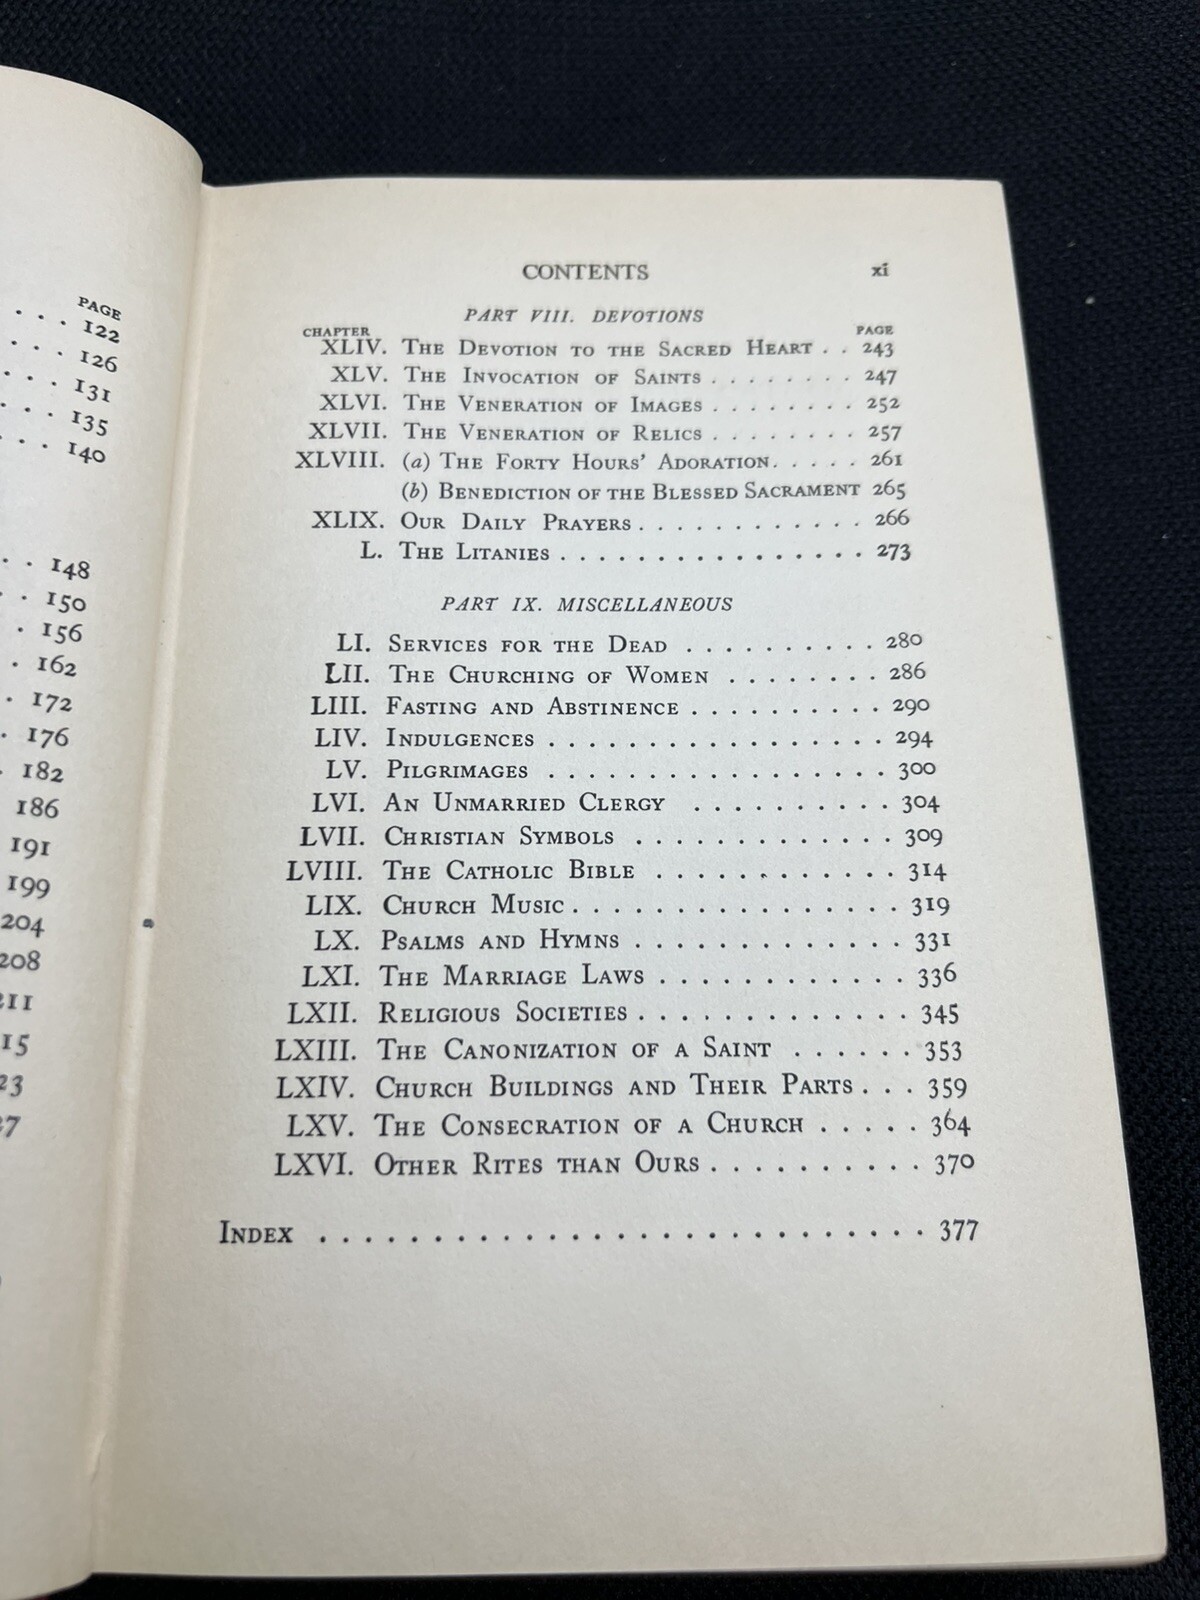 PAGE
. . . 122
. . . 126
. . . 131
. . . 135
. . . 140
. . 148
. . 150
. 156
. 162
. 172
. 176
. 182
186
191
199
204
208
211
15
23
27
CONTENTS xi
PART VIII. DEVOTIONS
CHAPTER PAGE
XLIV. THE DEVOTION TO THE SACRED HEART . . 243
XLV. THE INVOCATION OF SAINTS . . . . . . . . 247
XLVI. THE VENERATION OF IMAGES . . . . . . . . 252
XLVII. THE VENERATION OF RELICS . . . . . . . . 257
XLVIII. (a) THE FORTY HOURS' ADORATION. . . . . 261
(b) BENEDICTION OF THE BLESSED SACRAMENT 265
XLIX. OUR DAILY PRAYERS . . . . . . . . . . . . 266
L. THE LITANIES . . . . . . . . . . . . . . . . 273
PART IX. MISCELLANEOUS
LI. SERVICES FOR THE DEAD . . . . . . . . . . 280
LII. THE CHURCHING OF WOMEN . . . . . . . . 286
LIII. FASTING AND ABSTINENCE . . . . . . . . . . 290
LIV. INDULGENCES . . . . . . . . . . . . . . . . . 294
LV. PILGRIMAGES . . . . . . . . . . . . . . . . . 300
LVI. AN UNMARRIED CLERGY . . . . . . . . . . 304
LVII. CHRISTIAN SYMBOLS . . . . . . . . . . . . . 309
LVIII. THE CATHOLIC BIBLE . . . . . . . . . . . . 314
LIX. CHURCH MUSIC . . . . . . . . . . . . . . . . 319
LX. PSALMS AND HYMNS . . . . . . . . . . . . . 331
LXI. THE MARRIAGE LAWS . . . . . . . . . . . . 336
LXII. RELIGIOUS SOCIETIES . . . . . . . . . . . . . 345
LXIII. THE CANONIZATION OF A SAINT . . . . . . 353
LXIV. CHURCH BUILDINGS AND THEIR PARTS . . . 359
LXV. THE CONSECRATION OF A CHURCH . . . . . 364
LXVI. OTHER RITES THAN OURS . . . . . . . . . . 370
INDEX . . . . . . . . . . . . . . . . . . . . . . . . 377